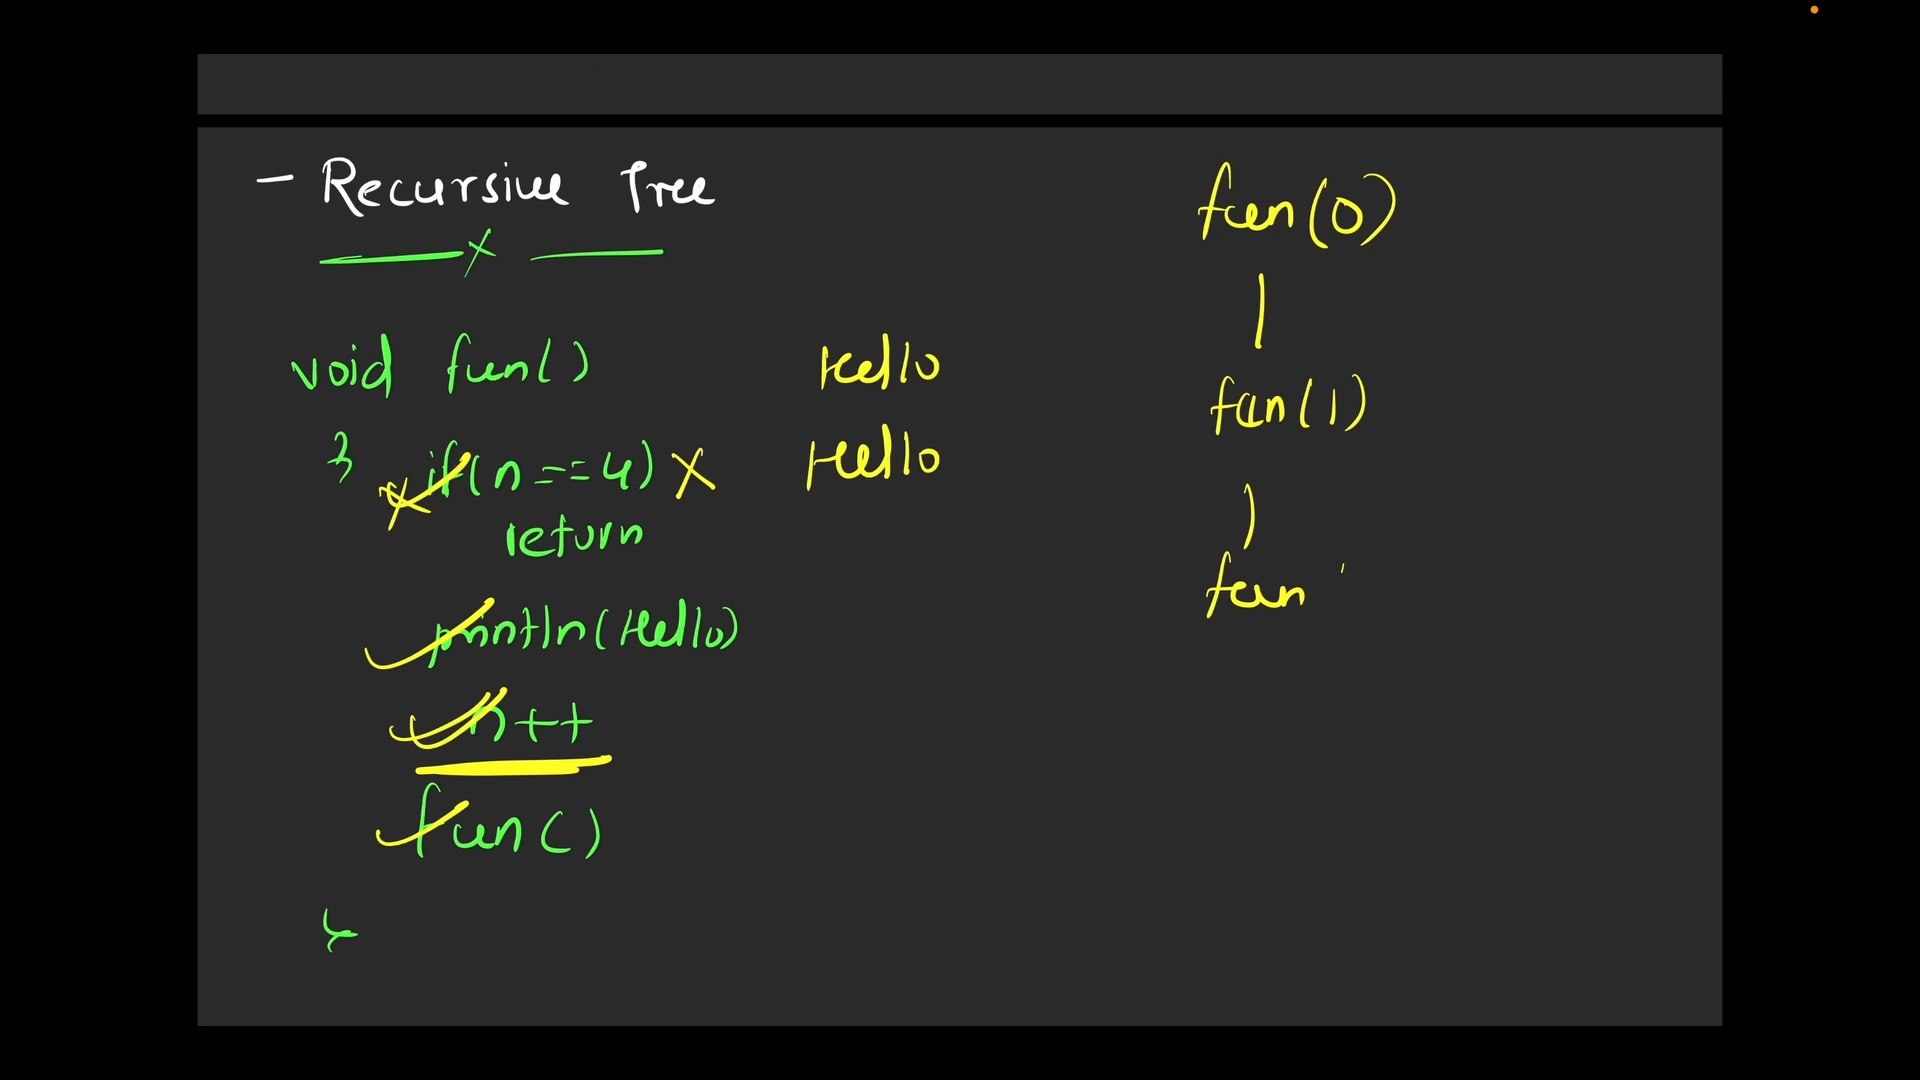 - Recursive Tree
void fun()
{ if(n==4)
return
println(Hello)
n++
fun()
}
Hello
Hello
fun(0)
fun(1)
fun